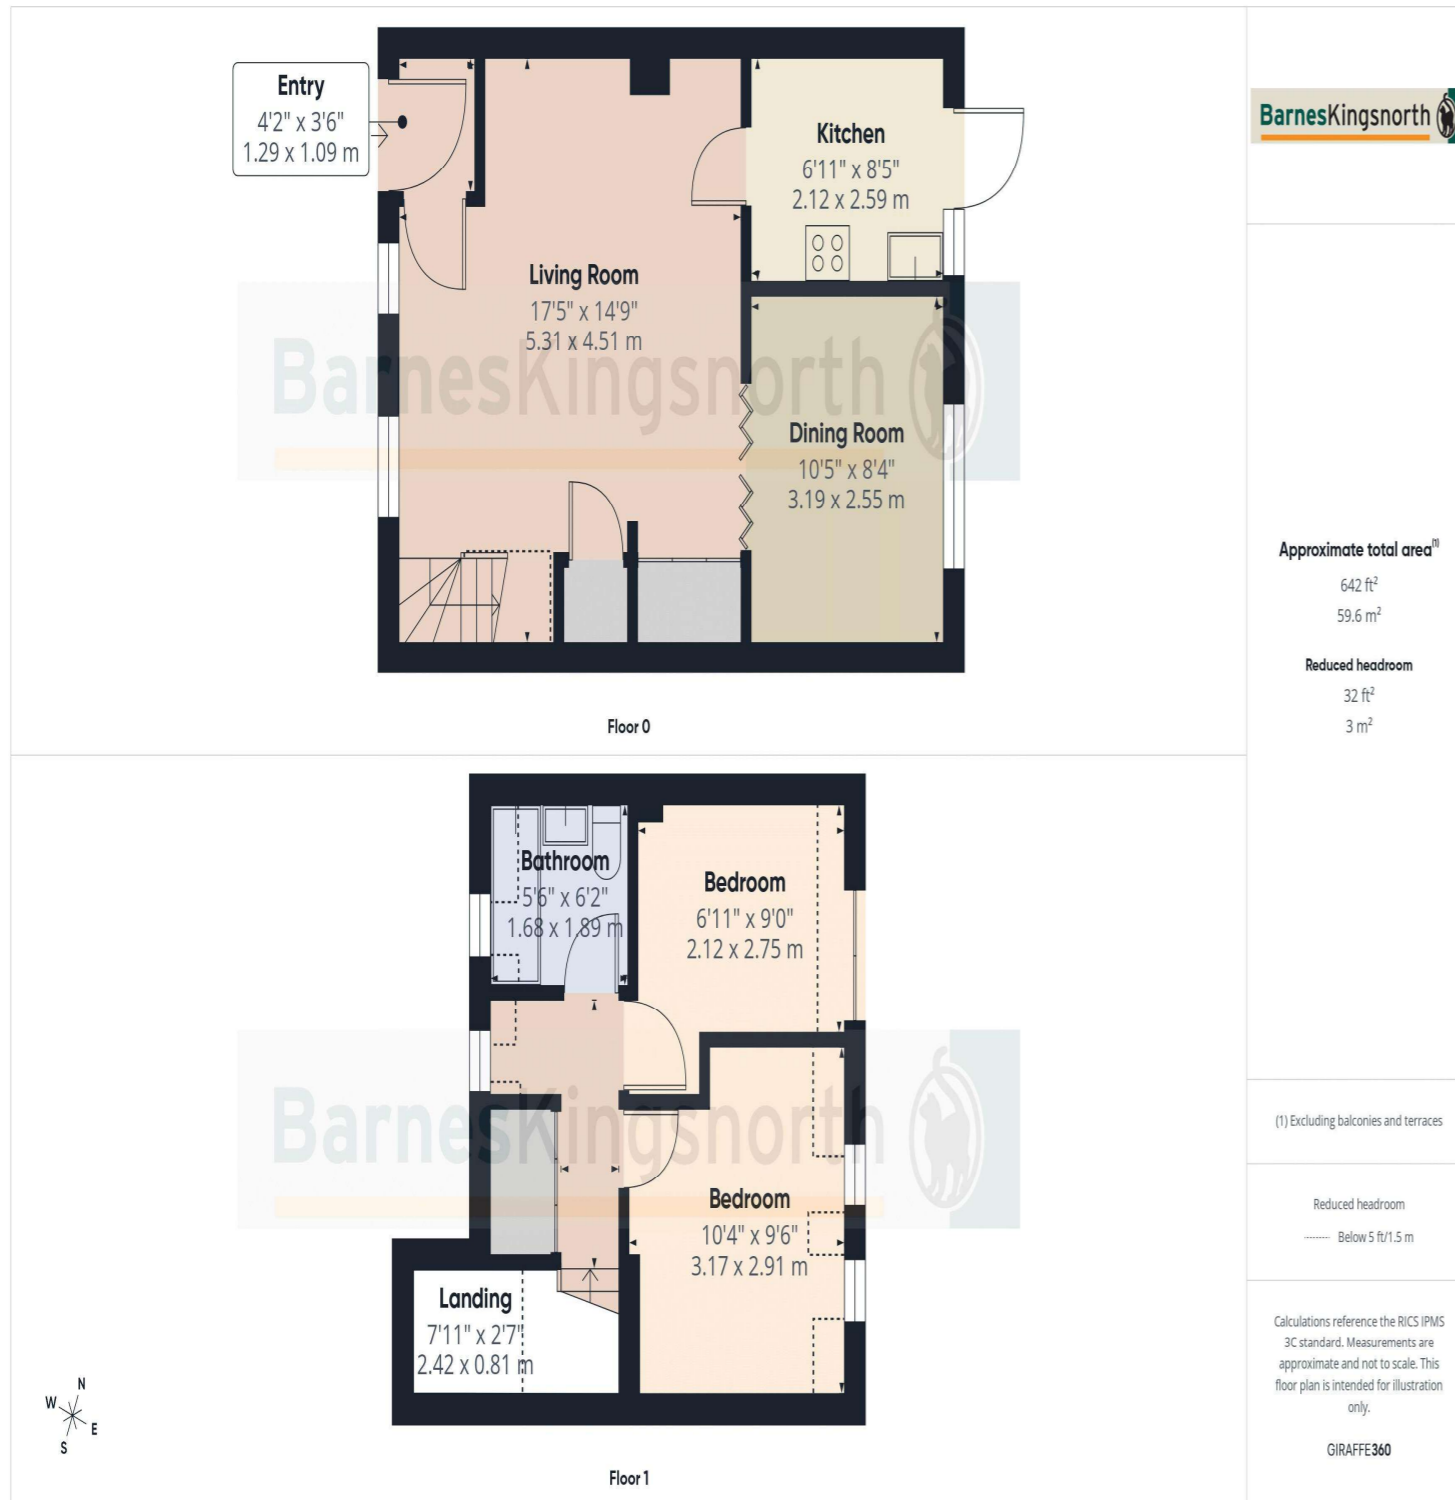 Entry
4'2" x 3'6"
1.29 x 1.09 m
Kitchen
6'11" x 8'5"
2.12 x 2.59 m
Living Room
17'5" x 14'9"
5.31 x 4.51 m
BarnesKingsnorth
Dining Room
10'5" x 8'4"
3.19 x 2.55 m
Floor 0
Bathroom
5'6" x 6'2"
1.68 x 1.89 m
Bedroom
6'11" x 9'0"
2.12 x 2.75 m
BarnesKingsnorth
Bedroom
10'4" x 9'6"
3.17 x 2.91 m
Landing
7'11" x 2'7"
2.42 x 0.81 m
N
W
E
S
Floor 1
BarnesKingsnorth
Approximate total area(1)
642 ft²
59.6 m²
Reduced headroom
32 ft²
3 m²
(1) Excluding balconies and terraces
Reduced headroom
Below 5 ft/1.5 m
Calculations reference the RICS IPMS
3C standard. Measurements are
approximate and not to scale. This
floor plan is intended for illustration
only.
GIRAFFE360